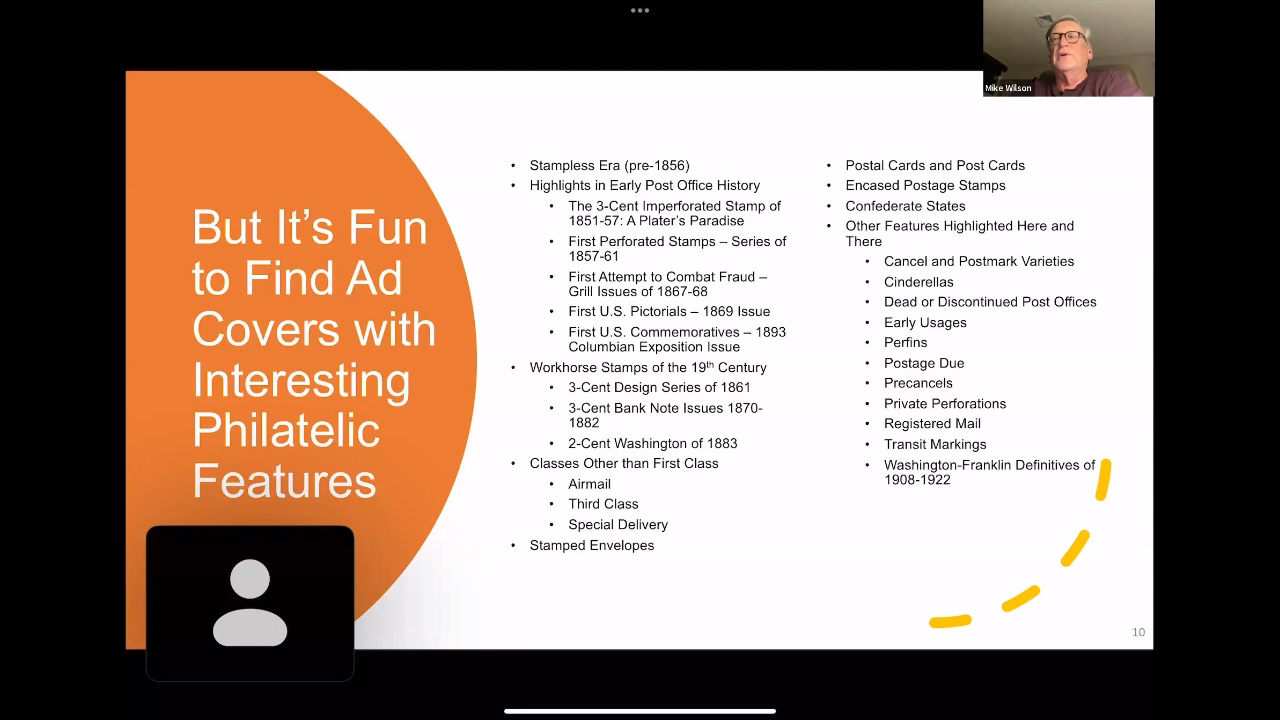 Mike Wilson
But It’s Fun
to Find Ad
Covers with
Interesting
Philatelic
Features
• Stampless Era (pre-1856)
• Highlights in Early Post Office History
• The 3-Cent Imperforated Stamp of
1851-57: A Plater’s Paradise
• First Perforated Stamps – Series of
1857-61
• First Attempt to Combat Fraud –
Grill Issues of 1867-68
• First U.S. Pictorials – 1869 Issue
• First U.S. Commemoratives – 1893
Columbian Exposition Issue
• Workhorse Stamps of the 19th Century
• 3-Cent Design Series of 1861
• 3-Cent Bank Note Issues 1870-
1882
• 2-Cent Washington of 1883
• Classes Other than First Class
• Airmail
• Third Class
• Special Delivery
• Stamped Envelopes
• Postal Cards and Post Cards
• Encased Postage Stamps
• Confederate States
• Other Features Highlighted Here and
There
• Cancel and Postmark Varieties
• Cinderellas
• Dead or Discontinued Post Offices
• Early Usages
• Perfins
• Postage Due
• Precancels
• Private Perforations
• Registered Mail
• Transit Markings
• Washington-Franklin Definitives of
1908-1922
10